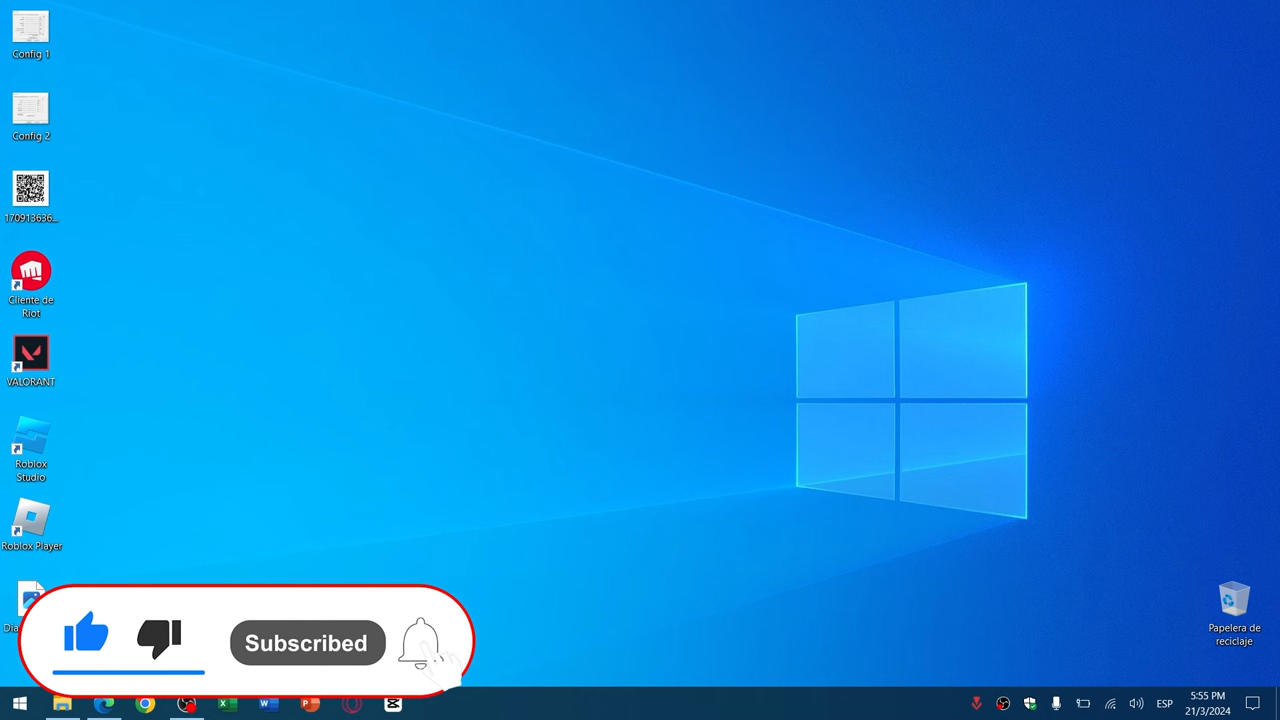 Config 1
Config 2
170913636...
Cliente de
Riot
VALORANT
Roblox
Studio
Roblox Player
Papelera de
reciclaje
Subscribed
ESP
5:55 PM
21/3/2024